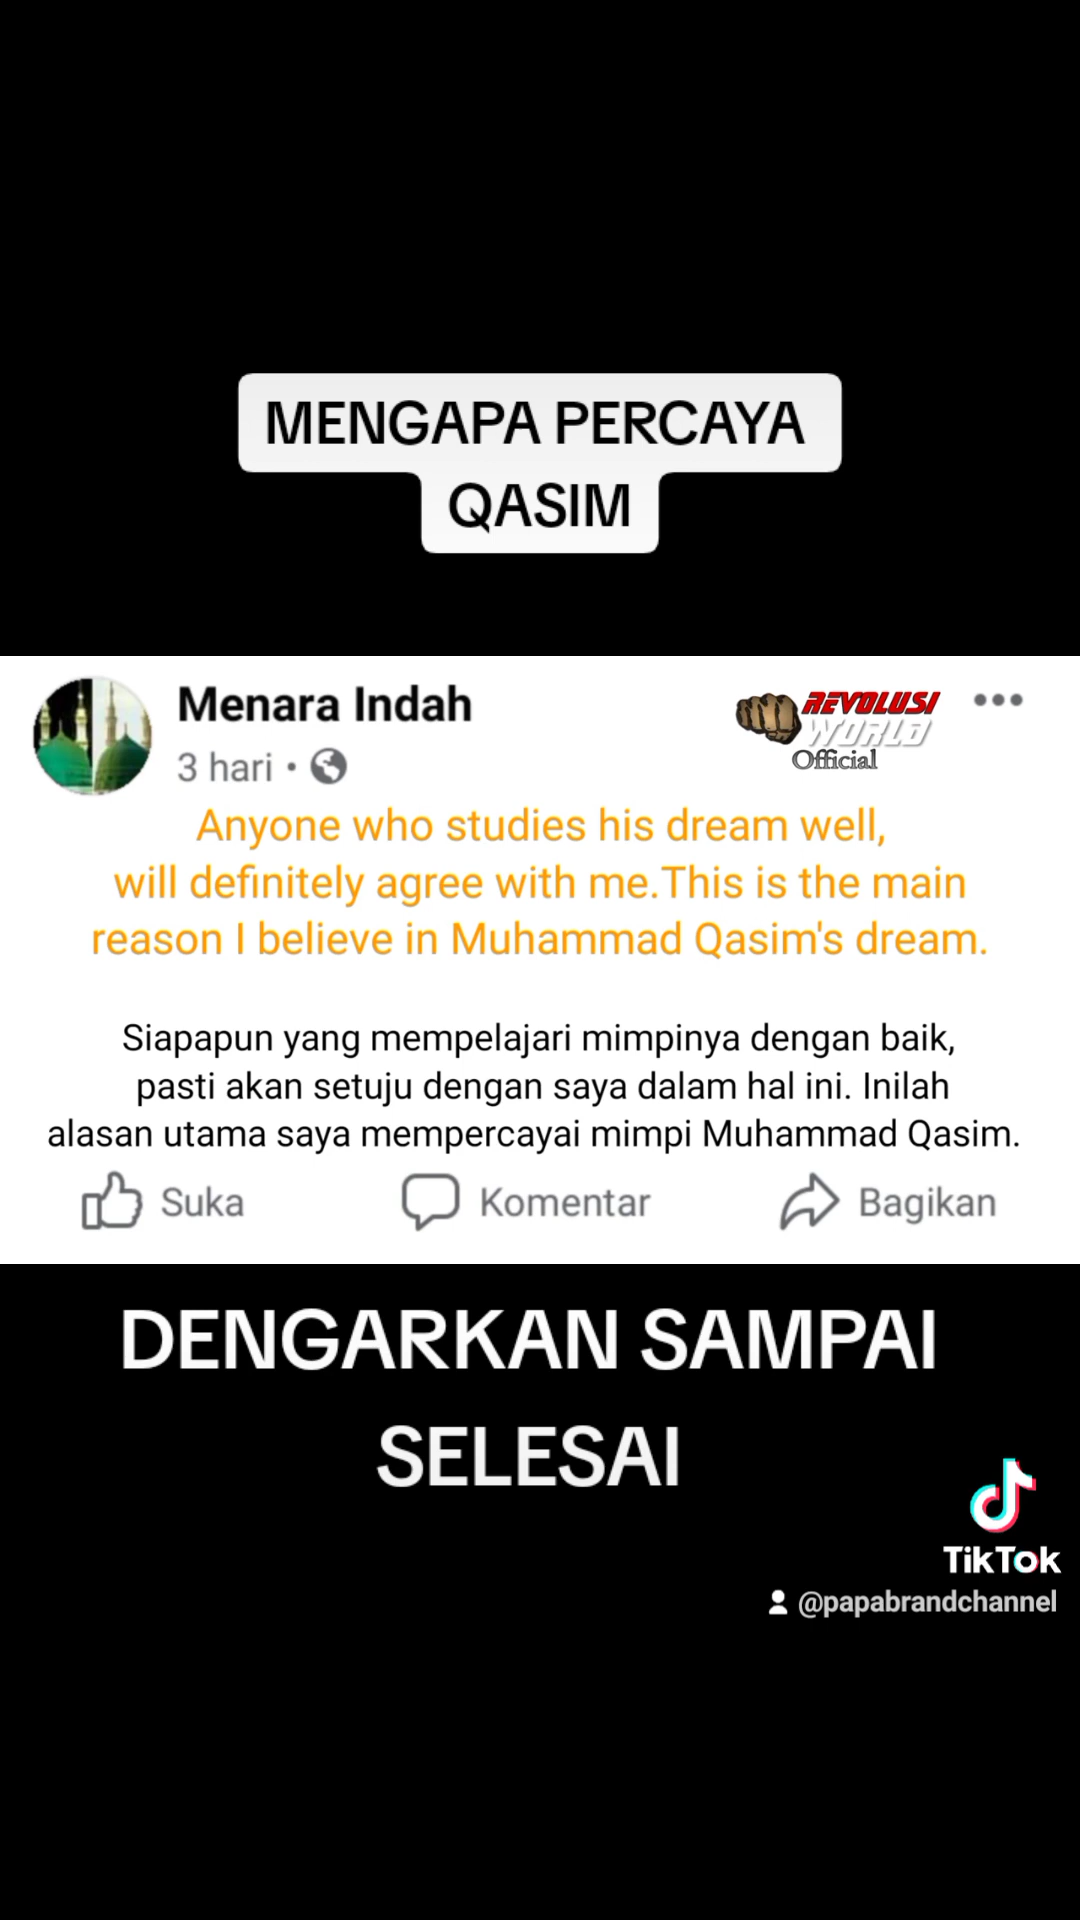 MENGAPA PERCAYA
QASIM
Menara Indah
REVOLUSI
WORLD
Official
3 hari
Anyone who studies his dream well,
will definitely agree with me.This is the main
reason I believe in Muhammad Qasim's dream.
Siapapun yang mempelajari mimpinya dengan baik,
pasti akan setuju dengan saya dalam hal ini. Inilah
alasan utama saya mempercayai mimpi Muhammad Qasim.
Suka
Komentar
Bagikan
DENGARKAN SAMPAI
SELESAI
TikTok
@papabrandchannel